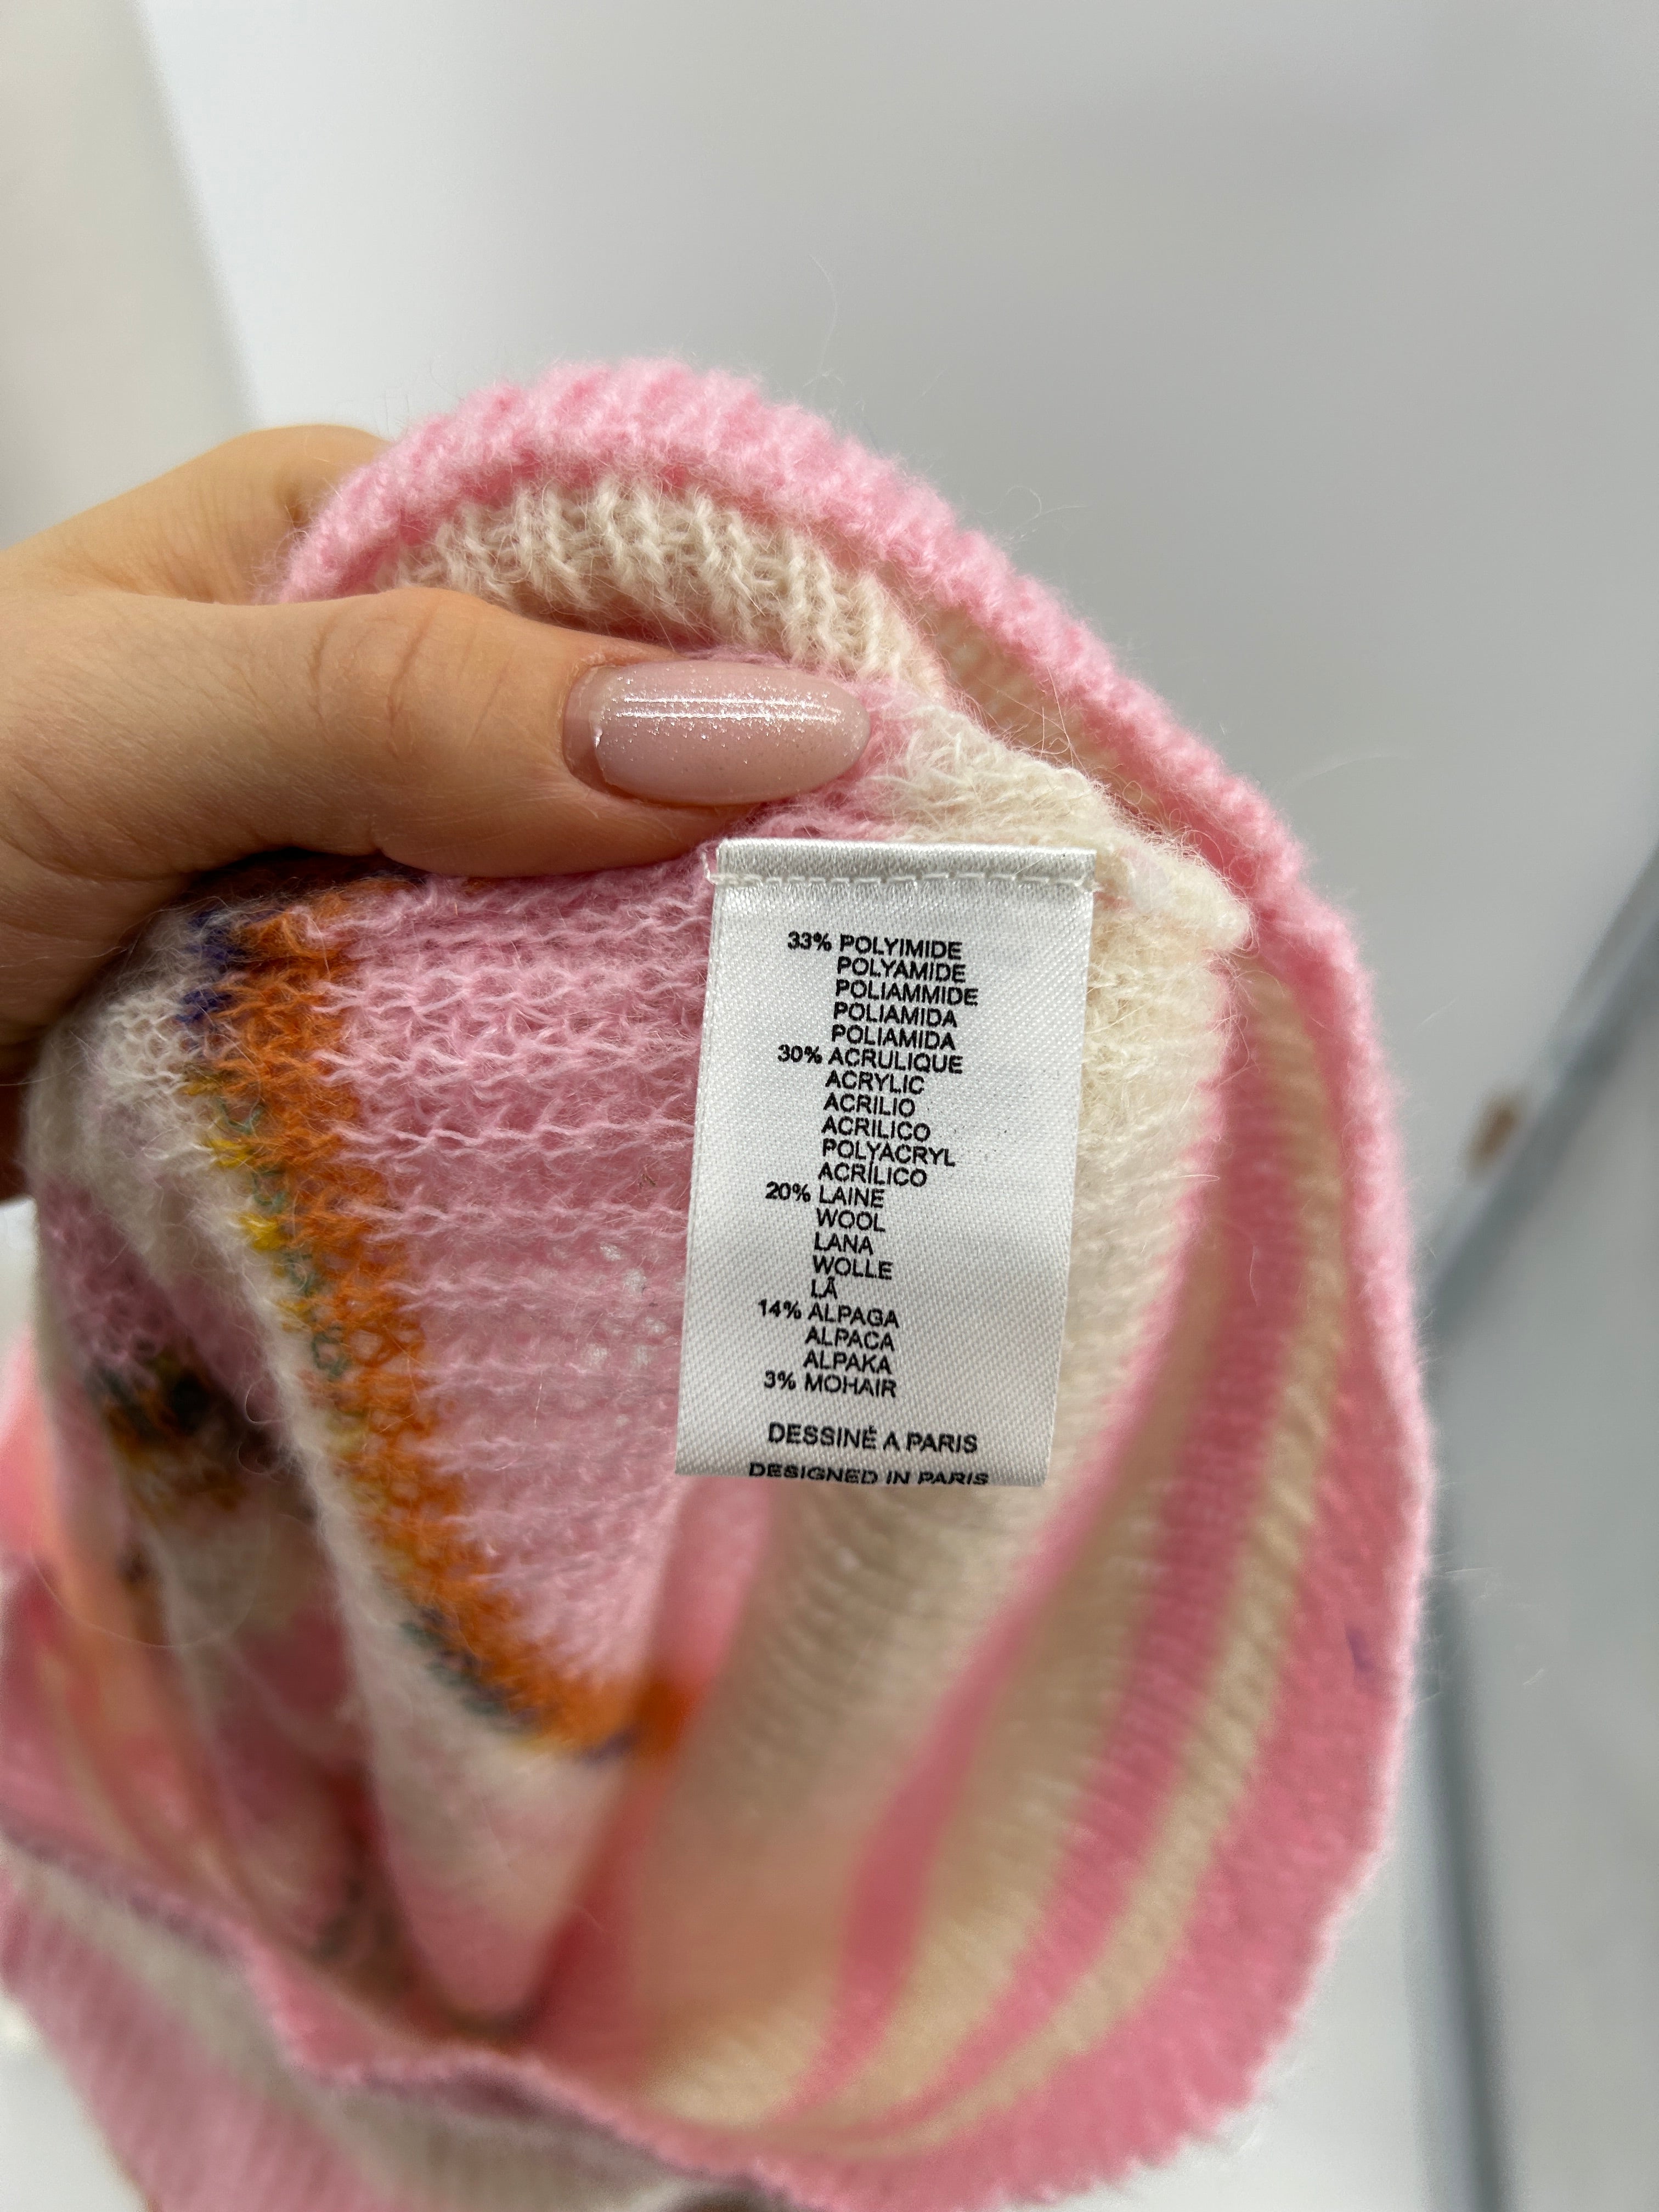 33% POLYIMIDE
POLYAMIDE
POLIAMMIDE
POLIAMIDA
POLIAMIDA
30% ACRULIQUE
ACRYLIC
ACRILIO
ACRILICO
POLYACRYL
ACRÍLICO
20% LAINE
WOOL
LANA
WOLLE
LÃ
14% ALPAGA
ALPACA
ALPAKA
3% MOHAIR
DESSINÉ A PARIS
DESIGNED IN PARIS